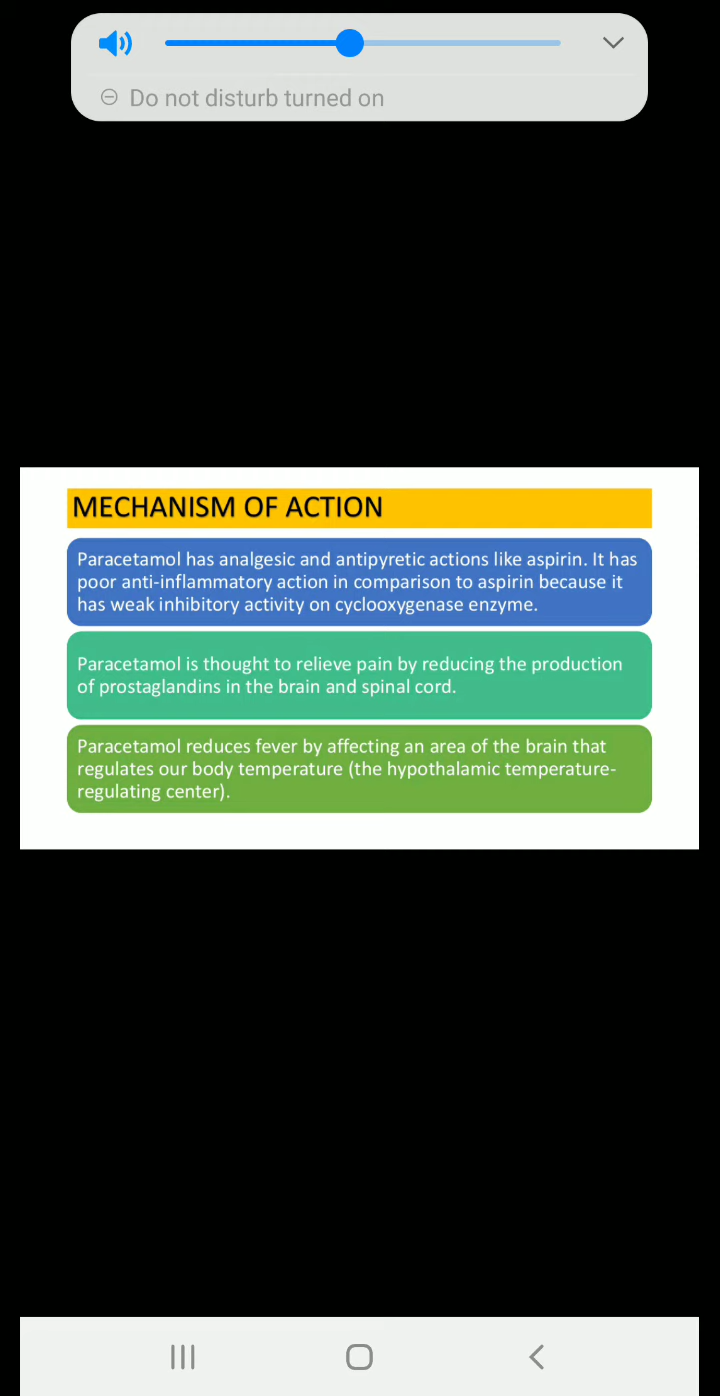 Do not disturb turned on
MECHANISM OF ACTION
Paracetamol has analgesic and antipyretic actions like aspirin. It has
poor anti-inflammatory action in comparison to aspirin because it
has weak inhibitory activity on cyclooxygenase enzyme.
Paracetamol is thought to relieve pain by reducing the production
of prostaglandins in the brain and spinal cord.
Paracetamol reduces fever by affecting an area of the brain that
regulates our body temperature (the hypothalamic temperature-
regulating center).